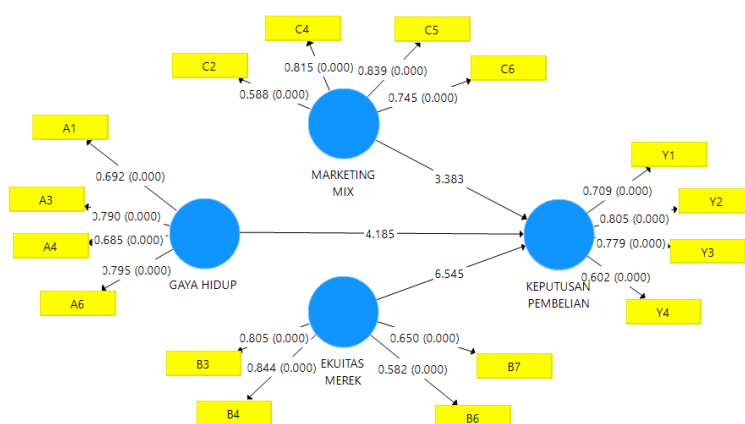 C4
C5
C2
C6
0.815 (0.000)
0.839 (0.000)
0.588 (0.000)
0.745 (0.000)
MARKETING
MIX
3.383
A1
A3
A4
A6
0.692 (0.000)
0.790 (0.000)
0.685 (0.000)
0.795 (0.000)
GAYA HIDUP
4.185
6.545
EKUITAS
MEREK
0.805 (0.000)
0.844 (0.000)
0.650 (0.000)
0.582 (0.000)
B3
B4
B7
B6
KEPUTUSAN
PEMBELIAN
0.709 (0.000)
0.805 (0.000)
0.779 (0.000)
0.602 (0.000)
Y1
Y2
Y3
Y4